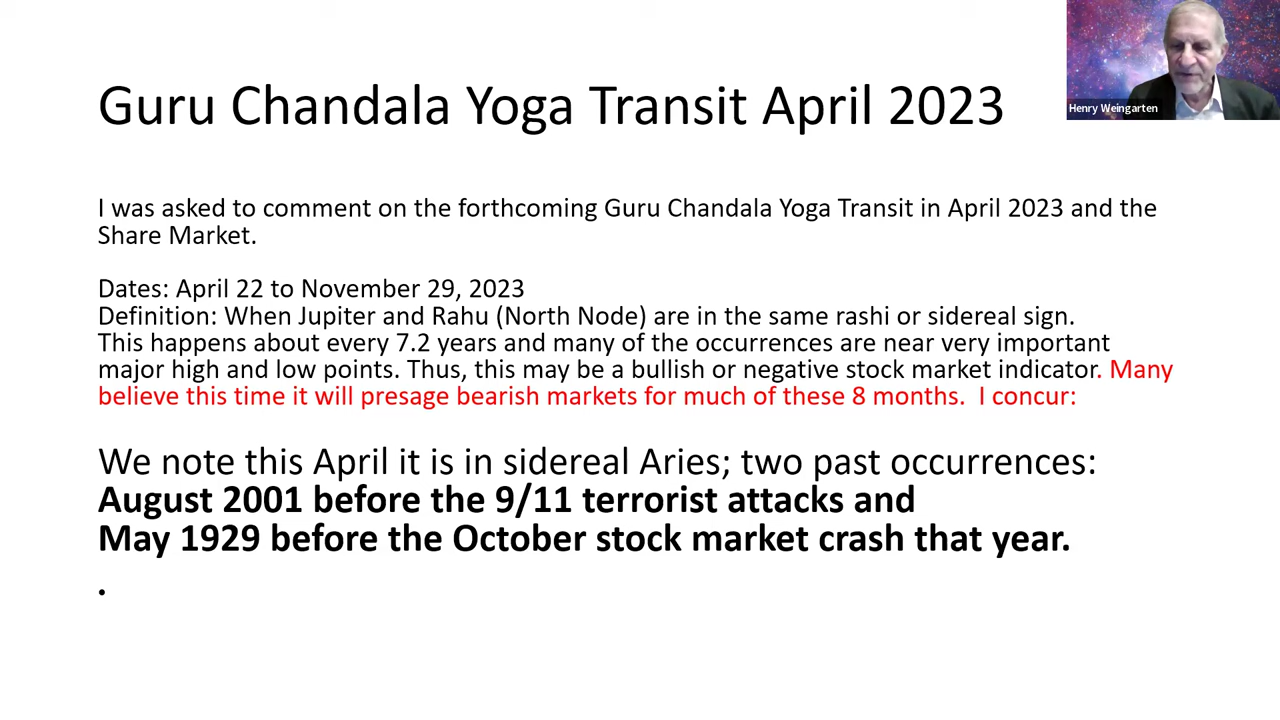 Guru Chandala Yoga Transit April 2023
Henry Weingarten
I was asked to comment on the forthcoming Guru Chandala Yoga Transit in April 2023 and the
Share Market.
Dates: April 22 to November 29, 2023
Definition: When Jupiter and Rahu (North Node) are in the same rashi or sidereal sign.
This happens about every 7.2 years and many of the occurrences are near very important
major high and low points. Thus, this may be a bullish or negative stock market indicator. Many
believe this time it will presage bearish markets for much of these 8 months.  I concur:
We note this April it is in sidereal Aries; two past occurrences:
August 2001 before the 9/11 terrorist attacks and
May 1929 before the October stock market crash that year.
.